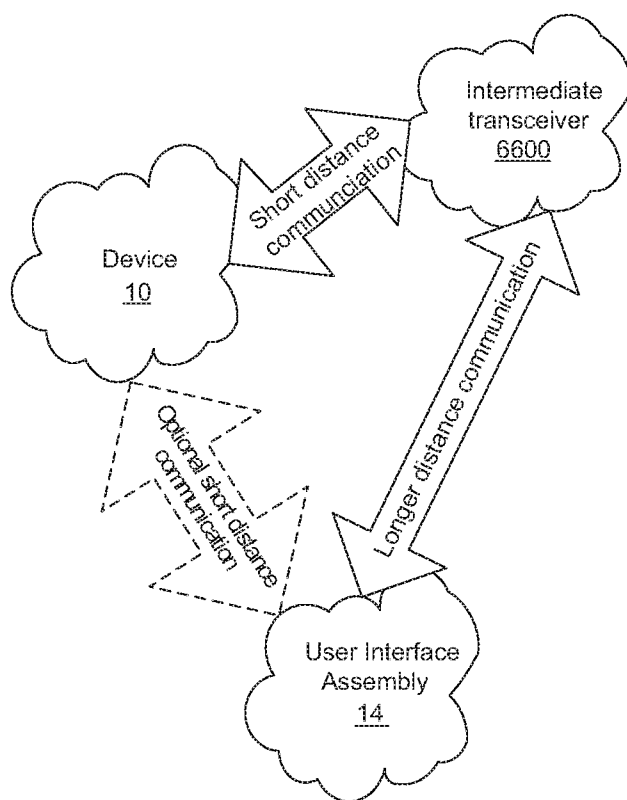 Intermediate
transceiver
6600
Short distance
communciation
Device
10
Longer distance communication
Optional short distance
communication
User Interface
Assembly
14